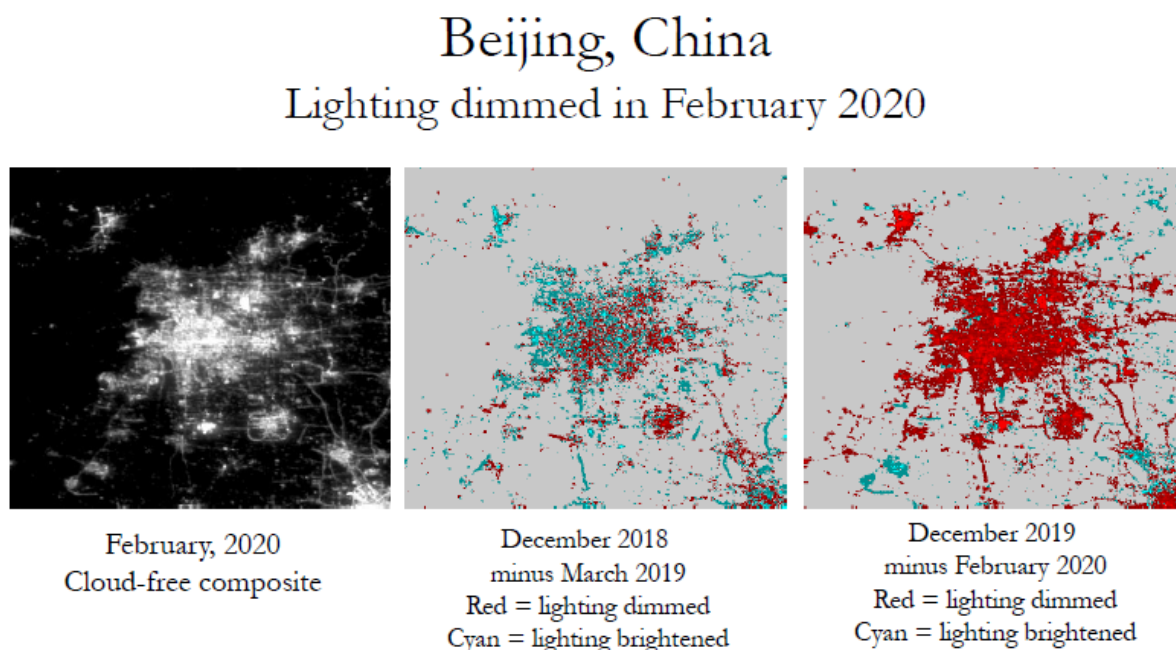 Beijing, China
Lighting dimmed in February 2020
February, 2020
Cloud-free composite
December 2018
minus March 2019
Red = lighting dimmed
Cyan = lighting brightened
December 2019
minus February 2020
Red = lighting dimmed
Cyan = lighting brightened